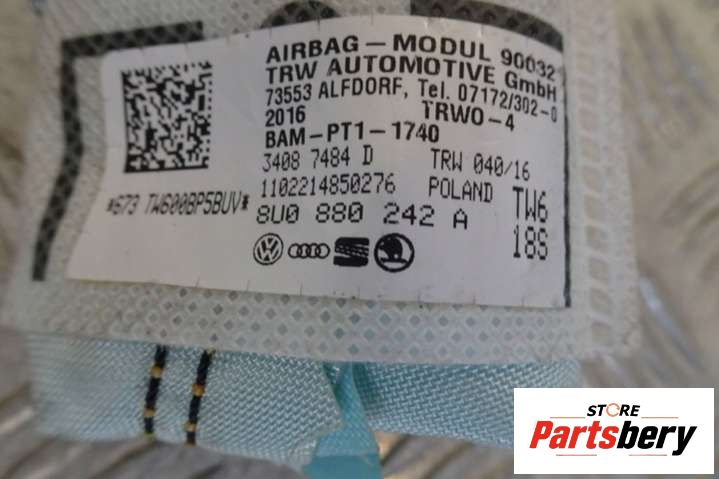 AIRBAG-MODUL 90032
TRW AUTOMOTIVE GmbH
73553 ALFDORF, Tel. 07172/302-0
2016 TRWO-4
BAM-PT1-1740
3408 7484 D TRW 040/16
1102214850276 POLAND TW6
*673 TW600BP5BUV* 8U0 880 242 A 18S
STORE
Partsbery